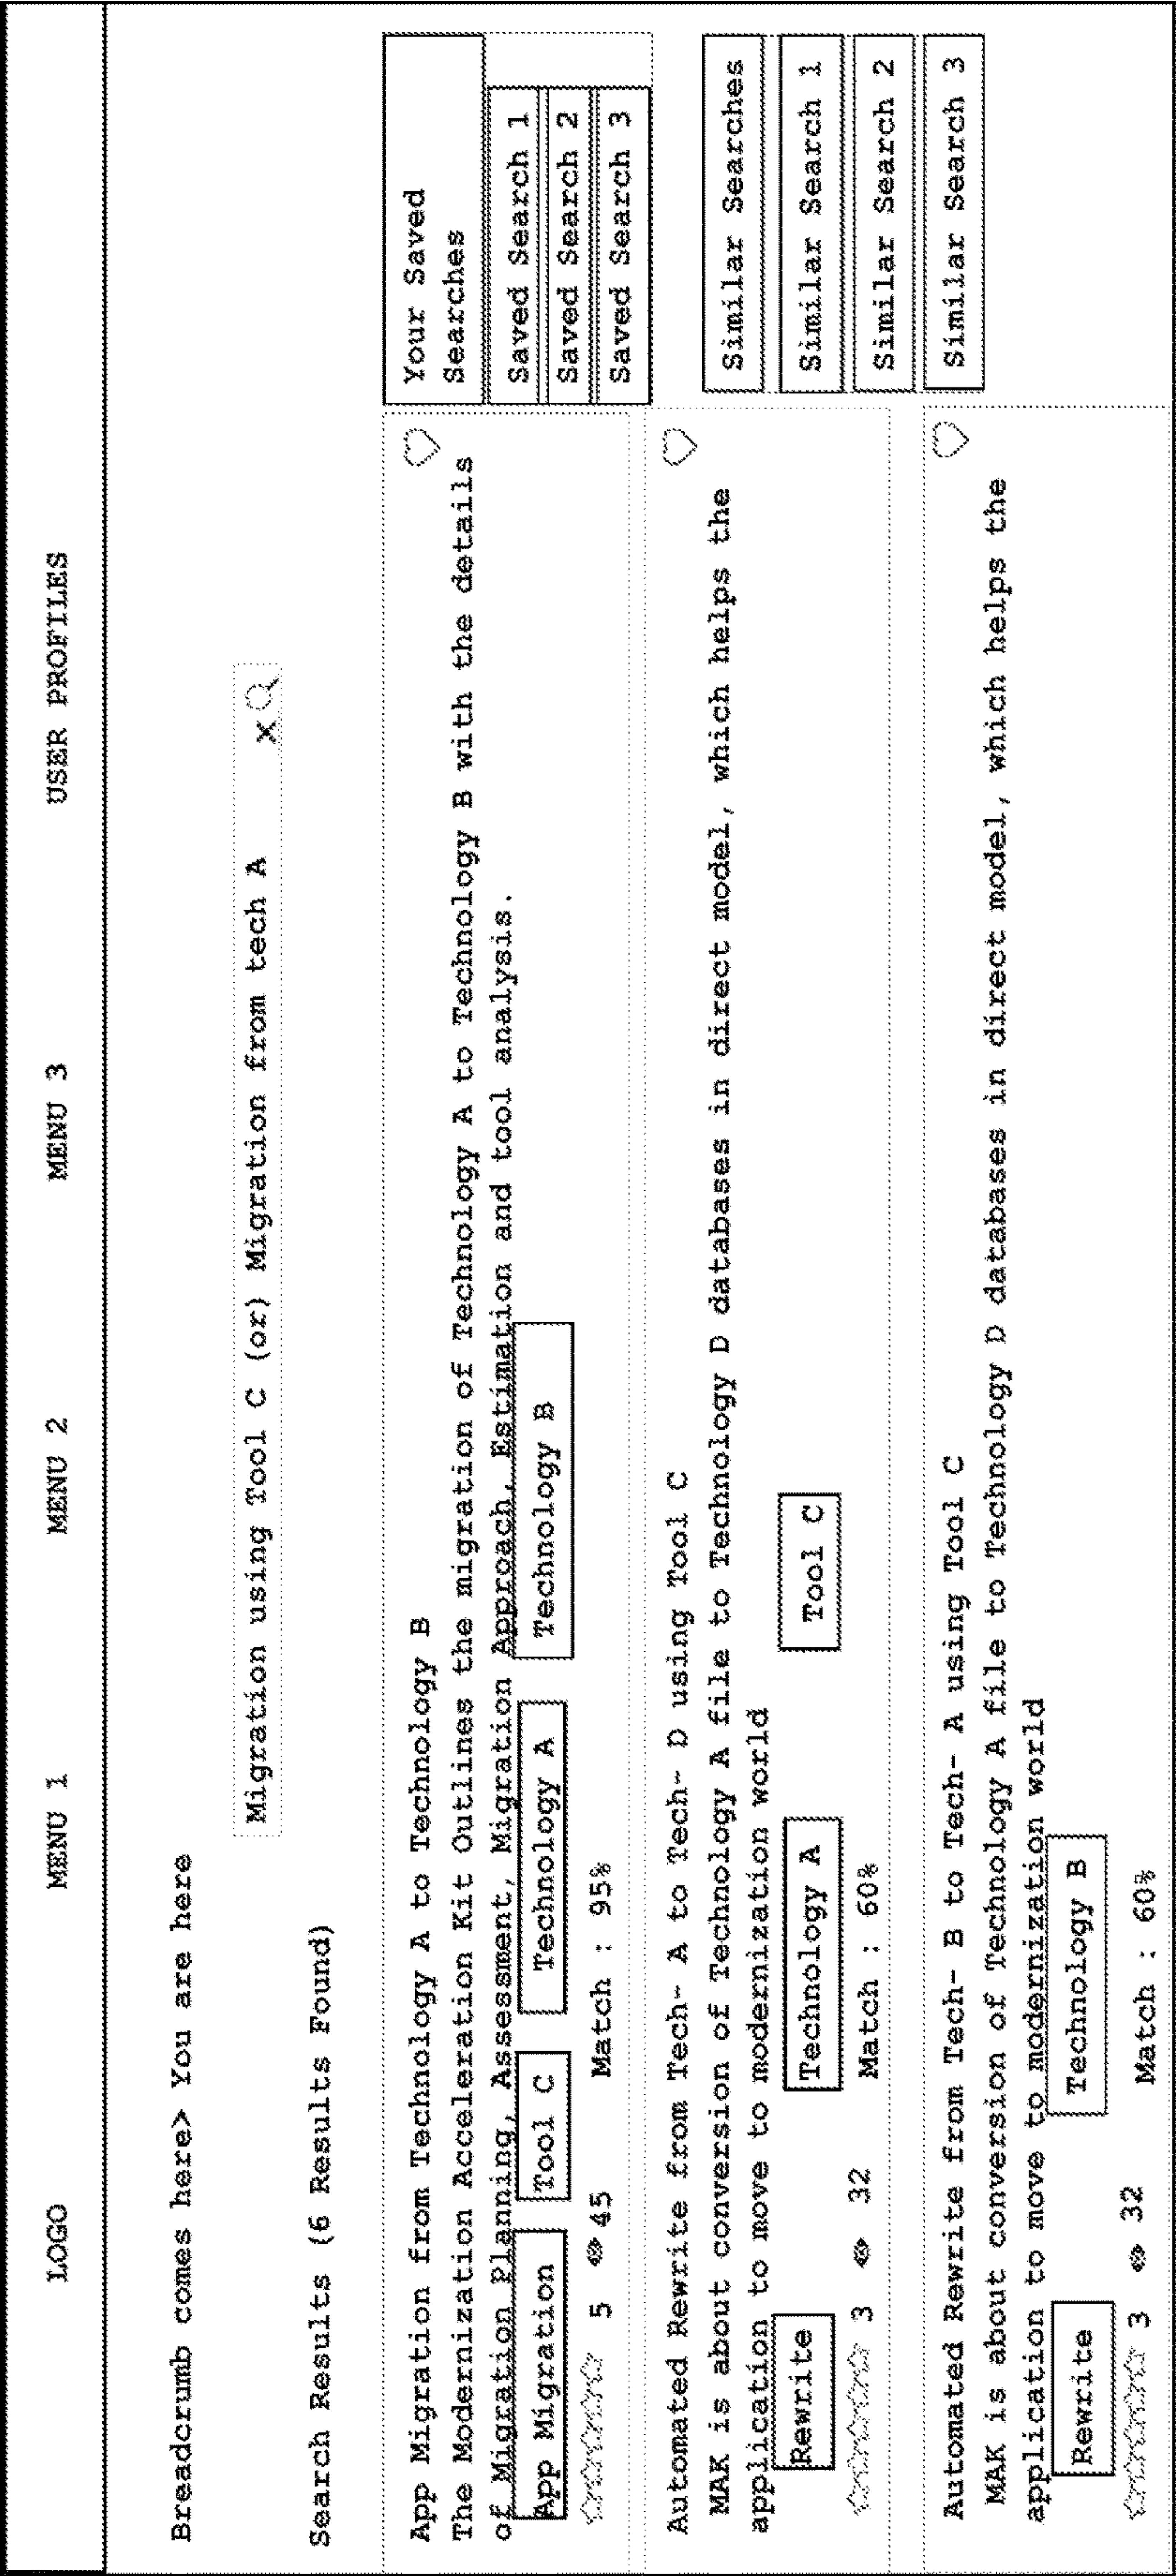 LOGO MENU 1 MENU 2 MENU 3 USER PROFILES
Breadcrumb comes here> You are here
Migration using Tool C (or) Migration from tech A X
Search Results (6 Results Found)
App Migration from Technology A to Technology B
The Modernization Acceleration Kit Outlines the migration of Technology A to Technology B with the details
of Migration Planning, Assessment, Migration Approach, Estimation and tool analysis.
App Migration Tool C Technology A Technology B
5 45 Match : 95%
Automated Rewrite from Tech- A to Tech- D using Tool C
MAK is about conversion of Technology A file to Technology D databases in direct model, which helps the
application to move to modernization world
Rewrite Technology A Tool C
3 32 Match : 60%
Automated Rewrite from Tech- B to Tech- A using Tool C
MAK is about conversion of Technology A file to Technology D databases in direct model, which helps the
application to move to modernization world
Rewrite Technology B
3 32 Match : 60%
Your Saved
Searches
Saved Search 1
Saved Search 2
Saved Search 3
Similar Searches
Similar Search 1
Similar Search 2
Similar Search 3